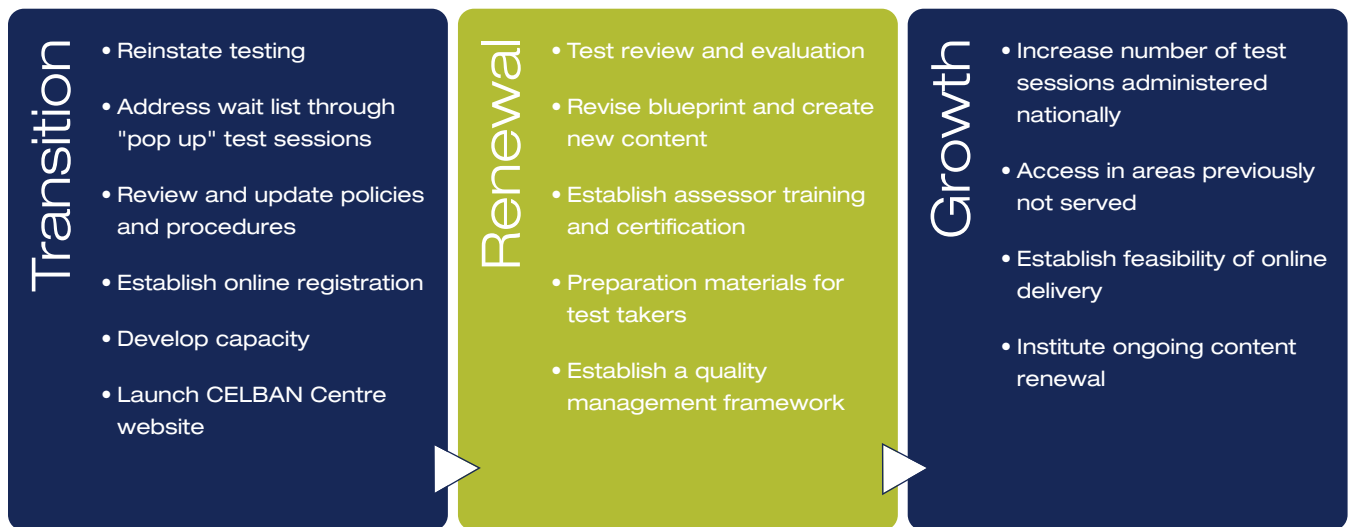 Transition
• Reinstate testing
• Address wait list through
"pop up" test sessions
• Review and update policies
and procedures
• Establish online registration
• Develop capacity
• Launch CELBAN Centre
website
Renewal
• Test review and evaluation
• Revise blueprint and create
new content
• Establish assessor training
and certification
• Preparation materials for
test takers
• Establish a quality
management framework
Growth
• Increase number of test
sessions administered
nationally
• Access in areas previously
not served
• Establish feasibility of online
delivery
• Institute ongoing content
renewal